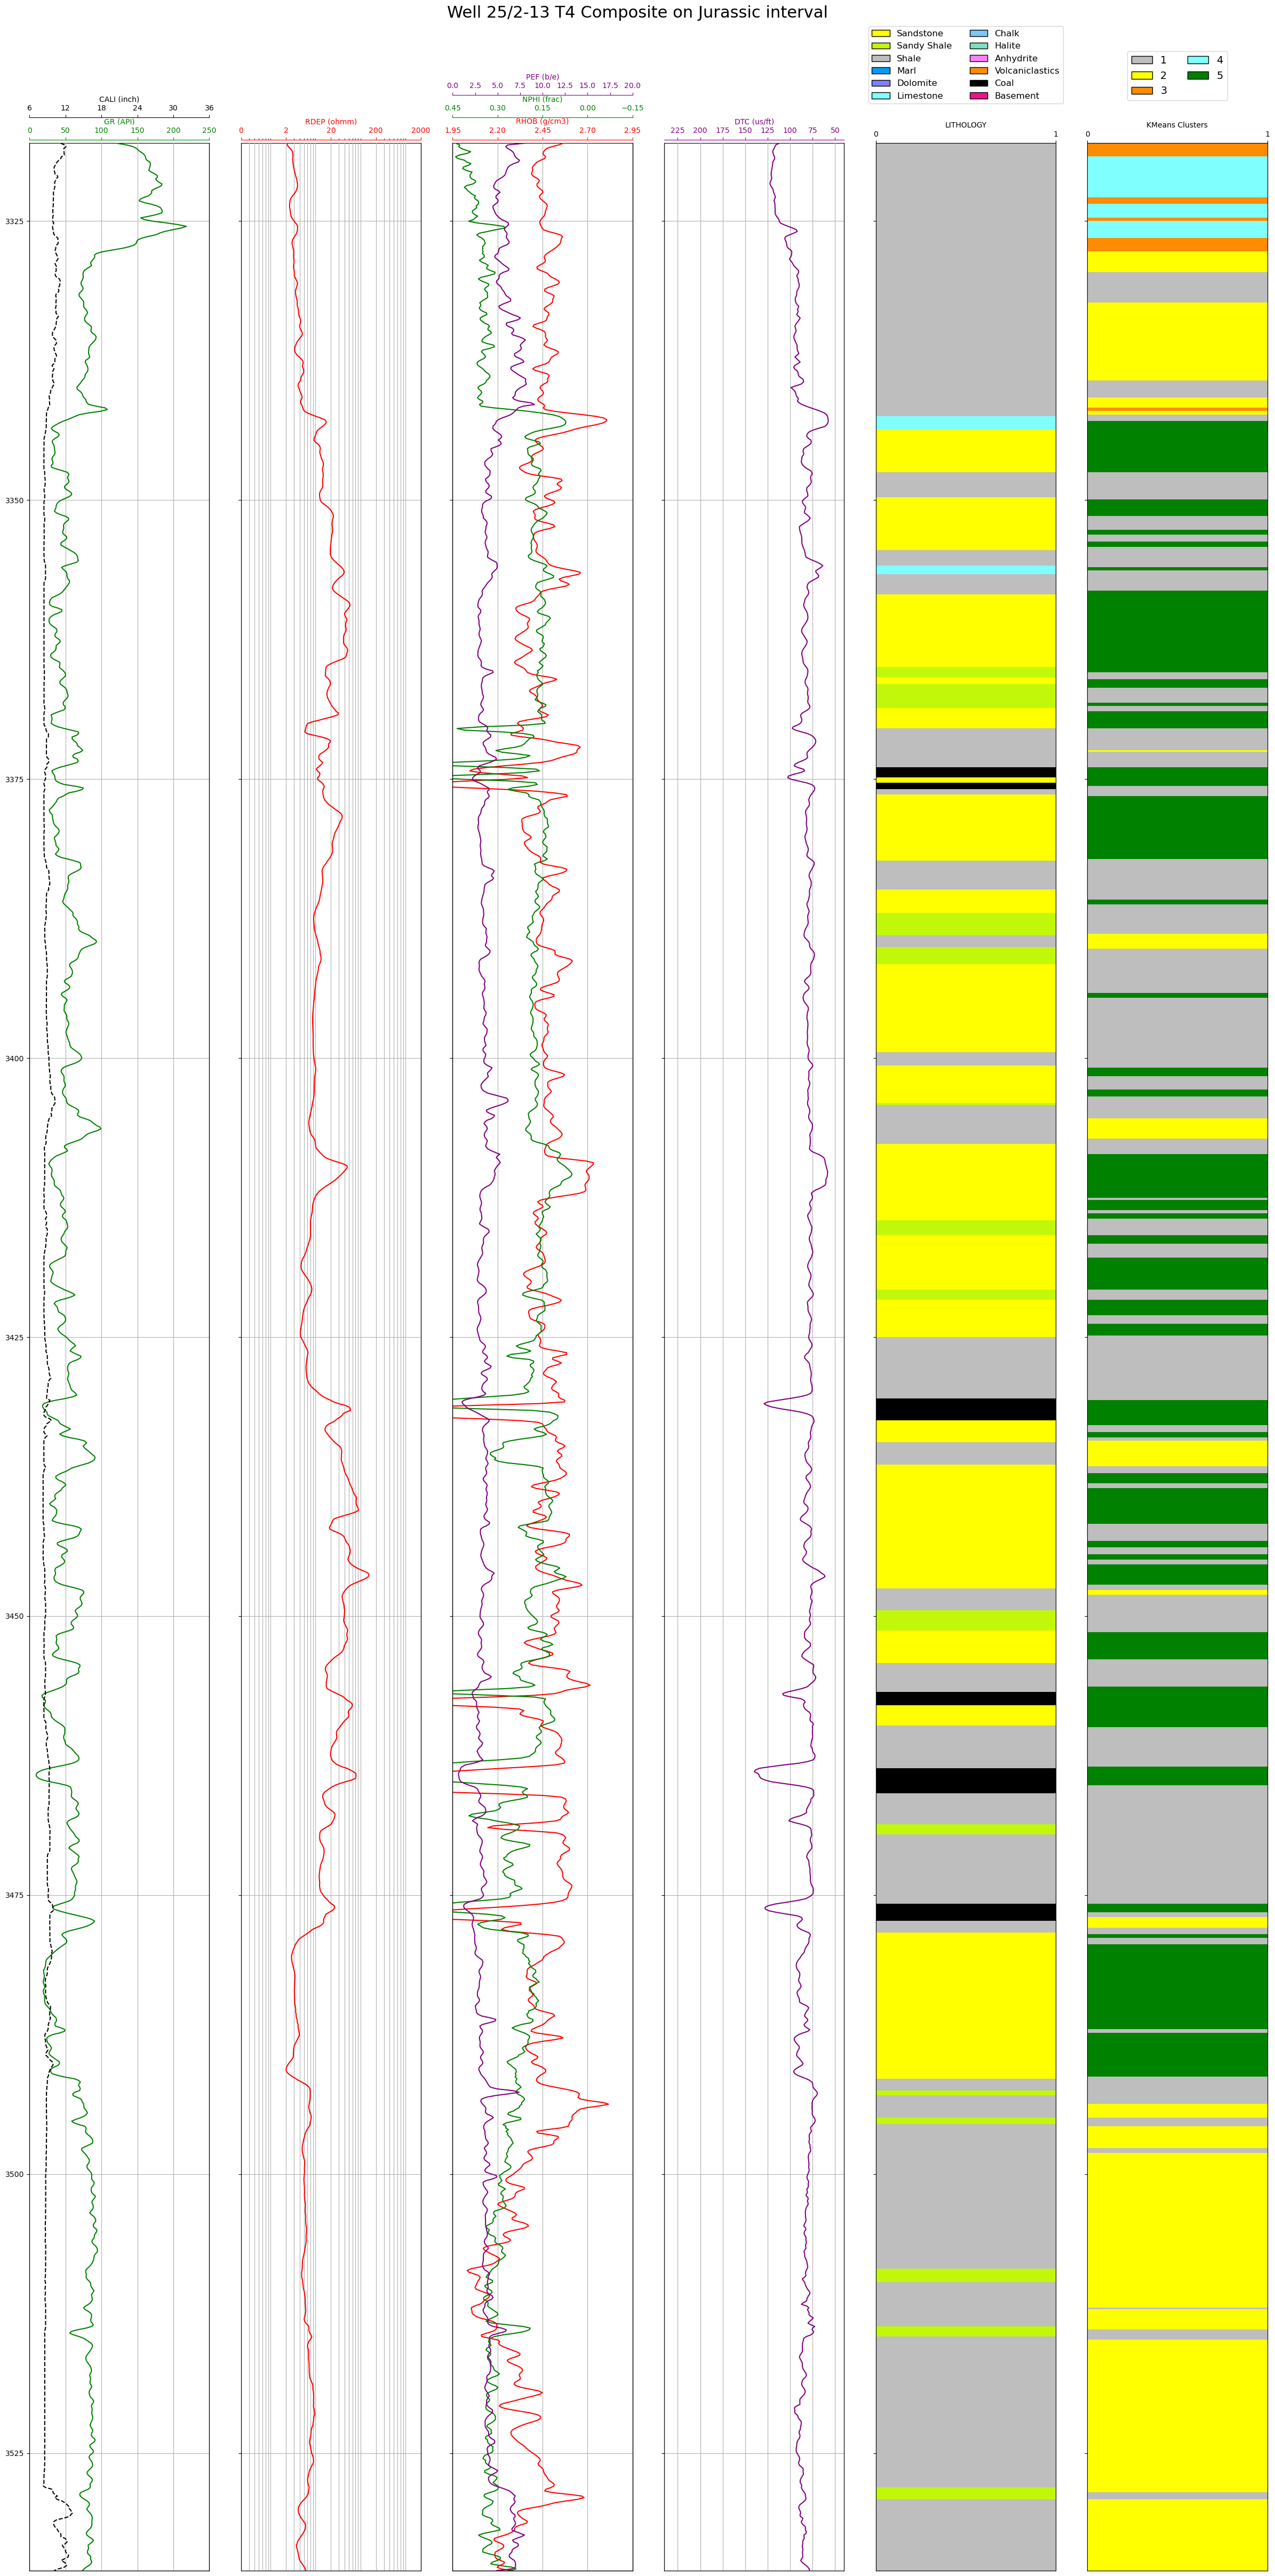 Well 25/2-13 T4 Composite on Jurassic interval
Sandstone Chalk
Sandy Shale Halite
Shale Anhydrite
Marl Volcaniclastics
Dolomite Coal
Limestone Basement
1 4
2 5
3
PEF (b/e)
0.0 2.5 5.0 7.5 10.0 12.5 15.0 17.5 20.0
CALI (inch)
NPHI (frac)
6 12 18 24 30 36
0.45 0.30 0.15 0.00 −0.15
GR (API)
RDEP (ohmm)
RHOB (g/cm3)
DTC (us/ft)
LITHOLOGY
KMeans Clusters
0 50 100 150 200 250
0 2 20 200 2000
1.95 2.20 2.45 2.70 2.95
225 200 175 150 125 100 75 50
0 1
0 1
3325
3350
3375
3400
3425
3450
3475
3500
3525